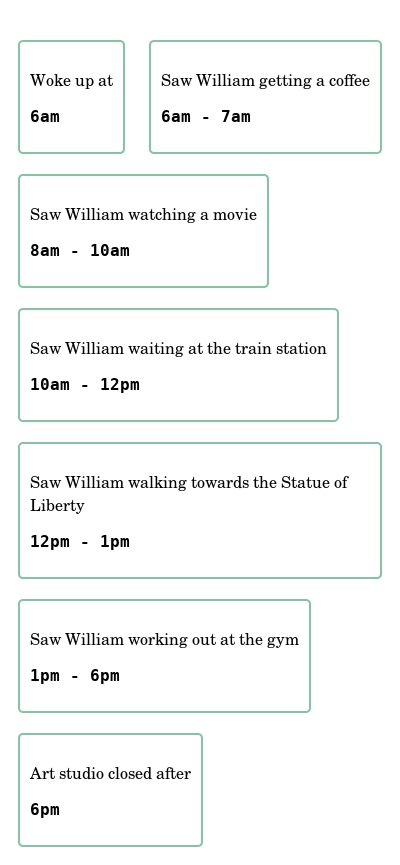 Woke up at
6am
Saw William getting a coffee
6am - 7am
Saw William watching a movie
8am - 10am
Saw William waiting at the train station
10am - 12pm
Saw William walking towards the Statue of
Liberty
12pm - 1pm
Saw William working out at the gym
1pm - 6pm
Art studio closed after
6pm